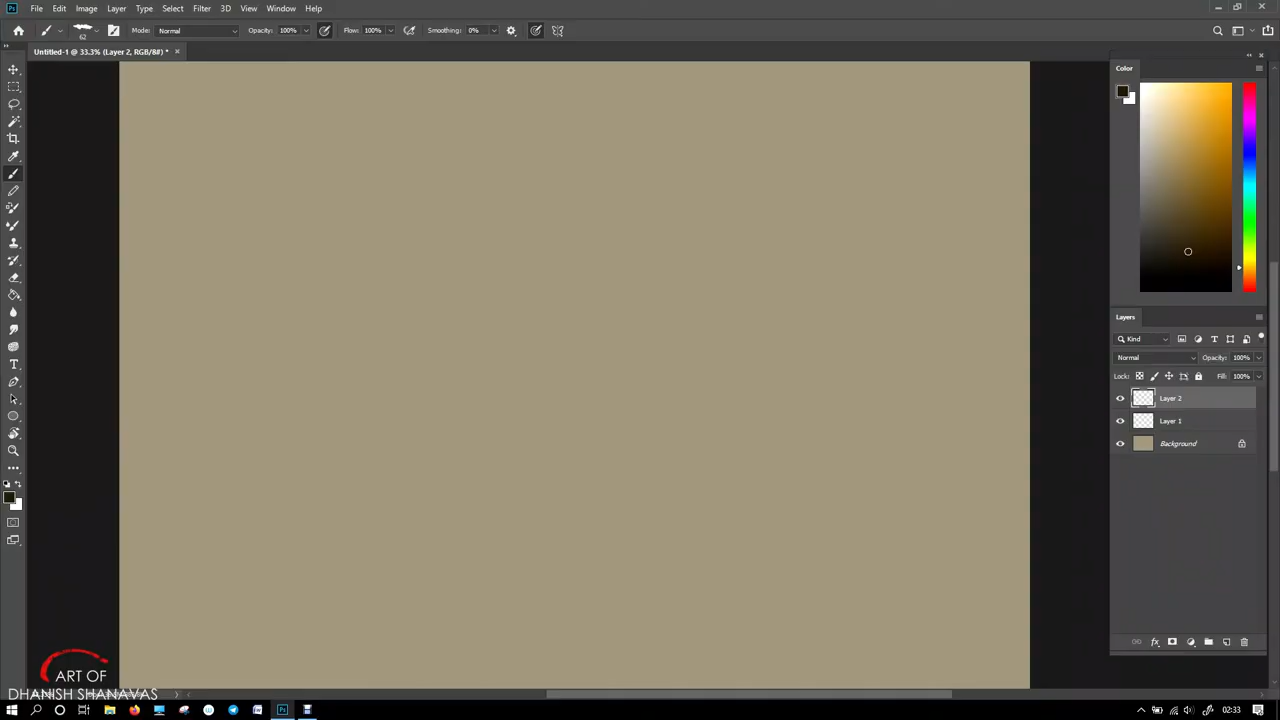 File Edit Image Layer Type Select Filter 3D View Window Help
62 Mode: Normal Opacity: 100% Flow: 100% Smoothing: 0%
Untitled-1 @ 33.3% (Layer 2, RGB/8#) * ×
Color
Layers
Kind
Normal Opacity: 100%
Lock: Fill: 100%
Layer 2
Layer 1
Background
ART OF
DHANISH SHANAVAS
02:33